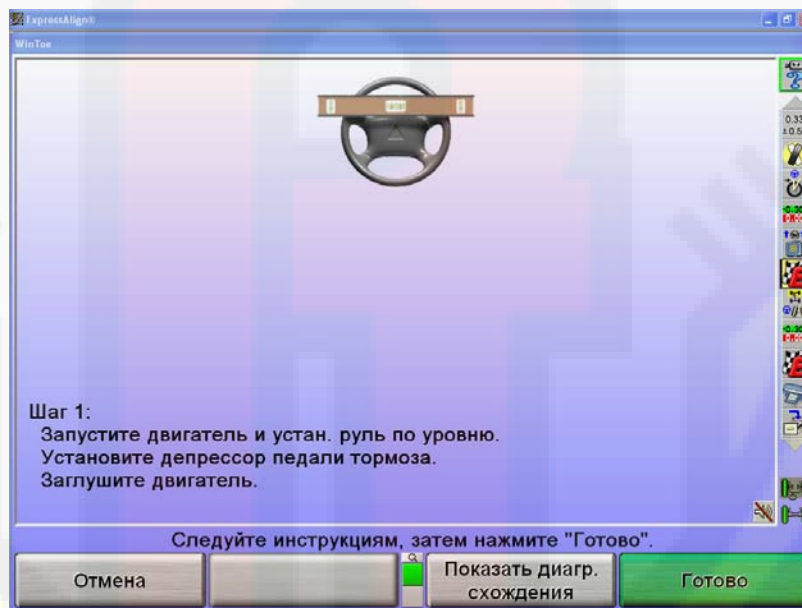 ExpressAlign®
WinToe
Шаг 1:
Запустите двигатель и устан. руль по уровню.
Установите депрессор педали тормоза.
Заглушите двигатель.
Следуйте инструкциям, затем нажмите "Готово".
Отмена
Показать диагр.
схождения
Готово